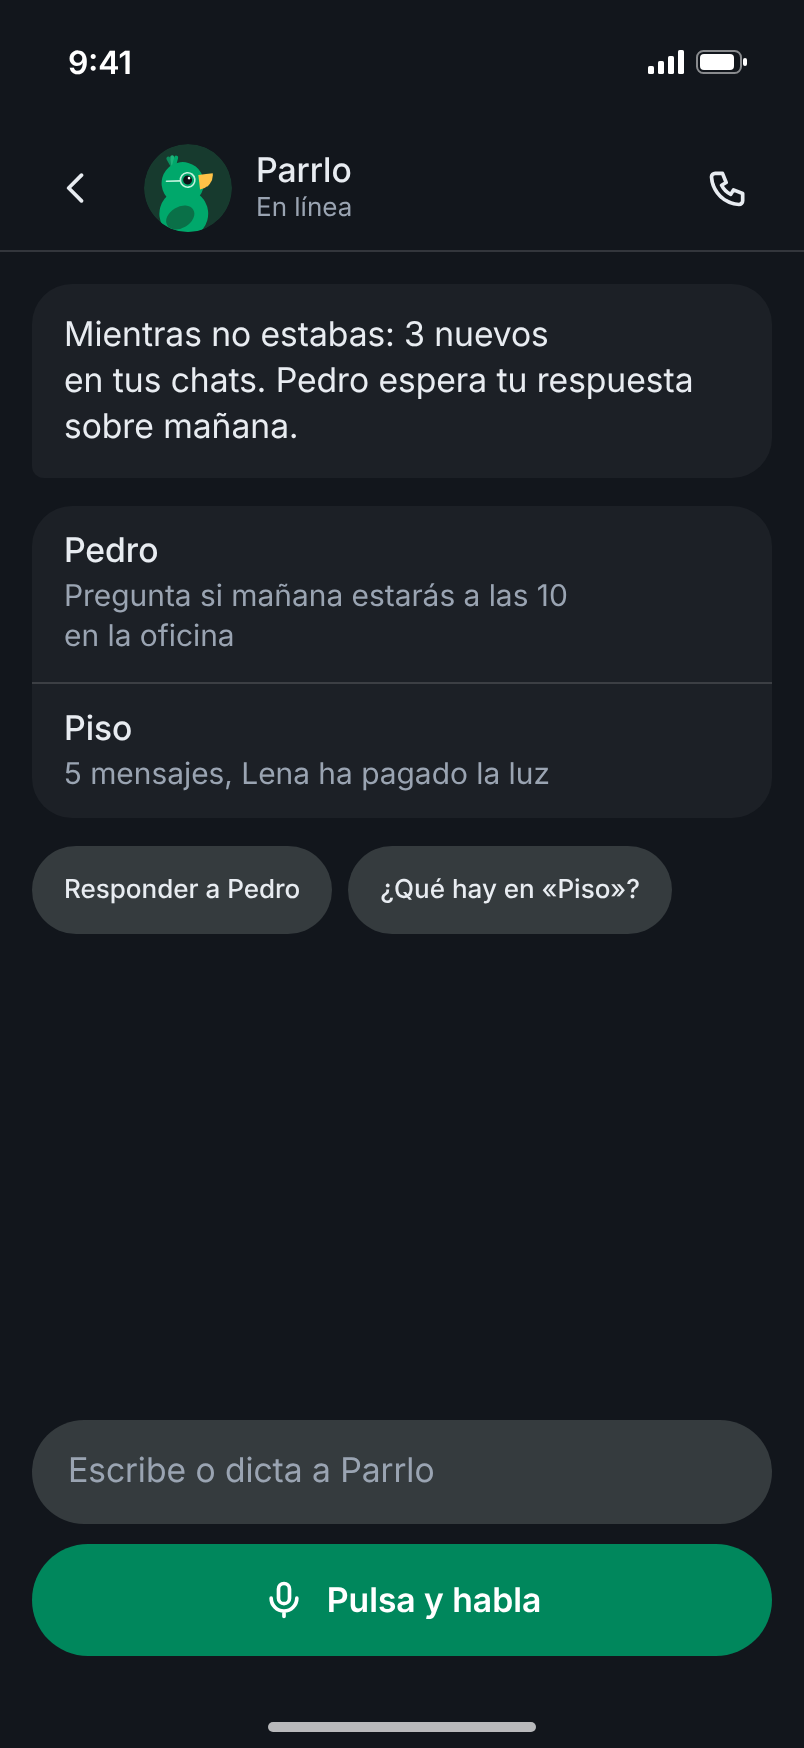 9:41
Parrlo
En línea
Mientras no estabas: 3 nuevos
en tus chats. Pedro espera tu respuesta
sobre mañana.
Pedro
Pregunta si mañana estarás a las 10
en la oficina
Piso
5 mensajes, Lena ha pagado la luz
Responder a Pedro
¿Qué hay en «Piso»?
Escribe o dicta a Parrlo
Pulsa y habla